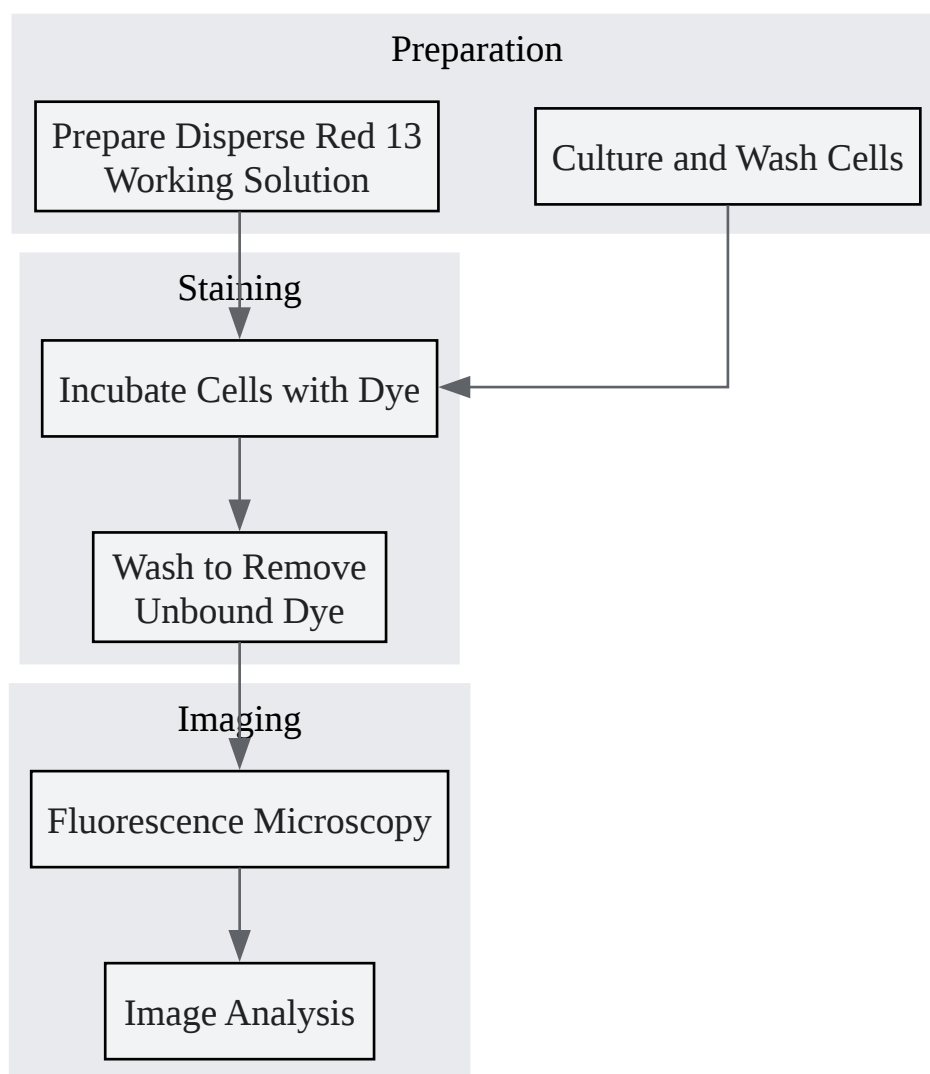 Preparation
Prepare Disperse Red 13
Working Solution
Culture and Wash Cells
Staining
Incubate Cells with Dye
Wash to Remove
Unbound Dye
Imaging
Fluorescence Microscopy
Image Analysis